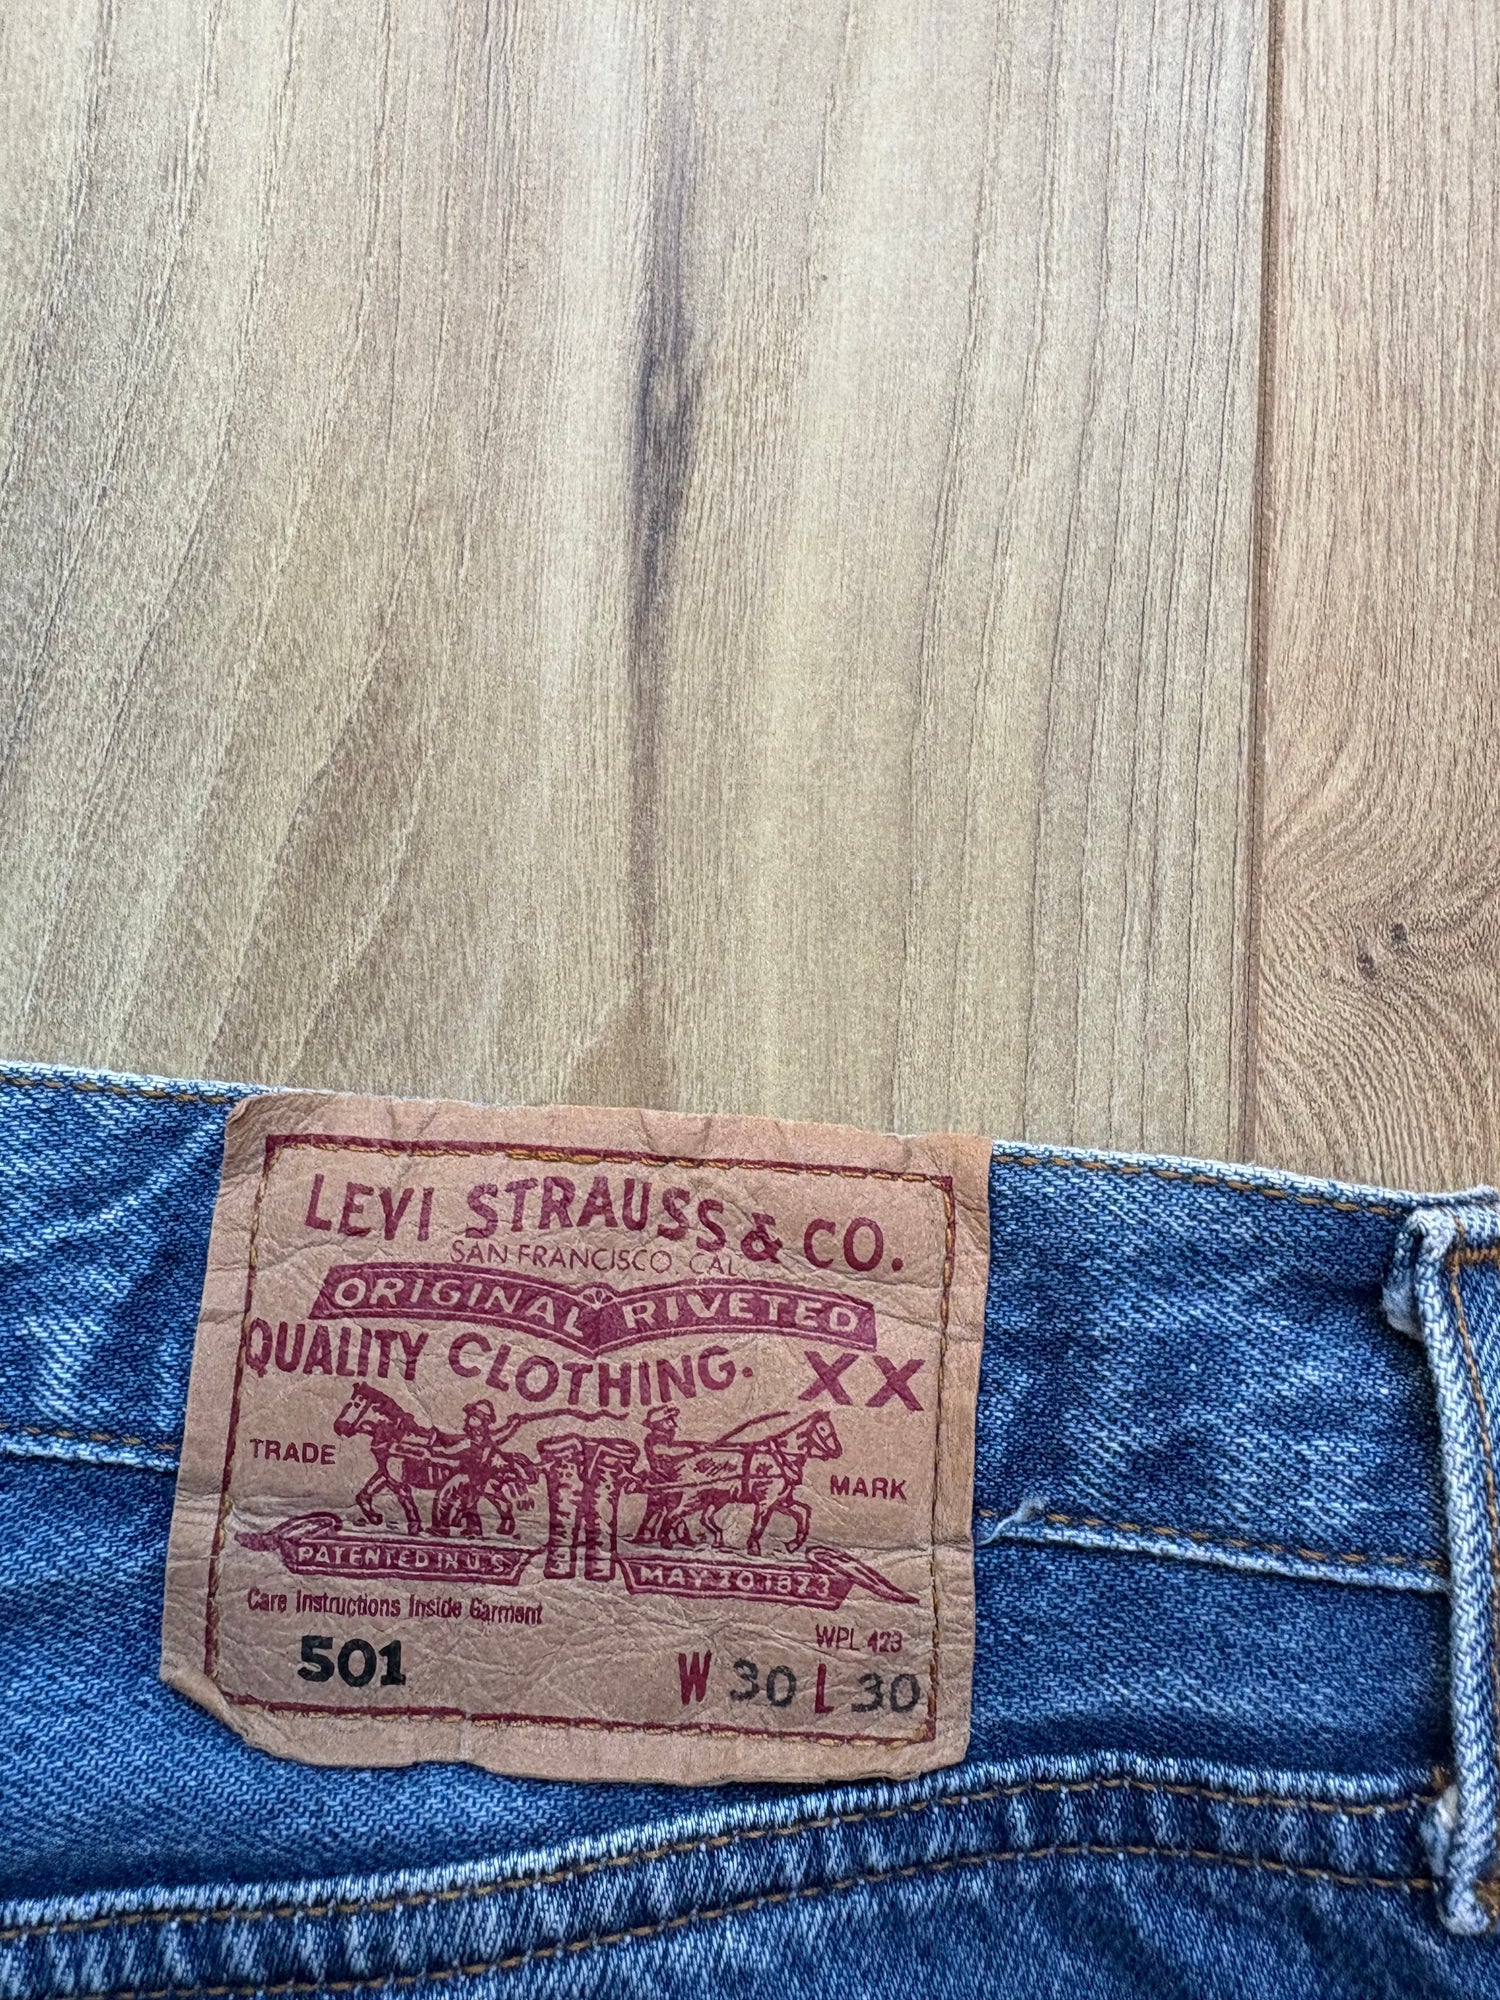 LEVI STRAUSS & CO.
SAN FRANCISCO CAL.
ORIGINAL RIVETED
QUALITY CLOTHING. XX
TRADE MARK
PATENTED IN U.S. MAY 20 1873
Care Instructions Inside Garment
WPL 423
501 W 30 L 30